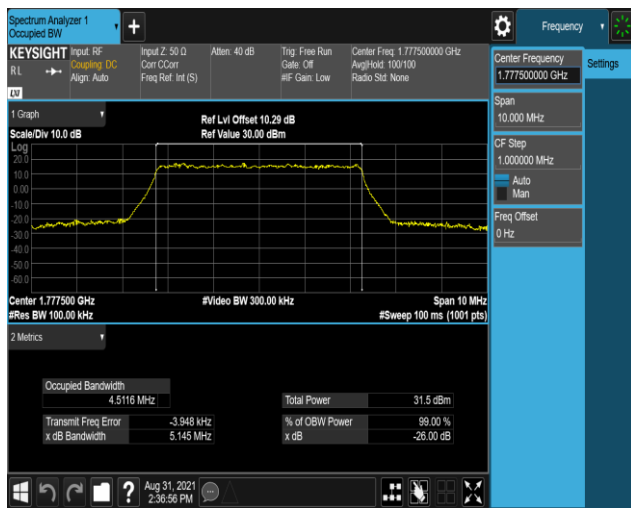 Spectrum Analyzer 1
Occupied BW
+
Frequency
KEYSIGHT
RL
LXI
Input: RF
Coupling: DC
Align: Auto
Input Z: 50 Ω
Corr CCorr
Freq Ref: Int (S)
Atten: 40 dB
Trig: Free Run
Gate: Off
#IF Gain: Low
Center Freq: 1.777500000 GHz
Avg|Hold: 100/100
Radio Std: None
Center Frequency
1.777500000 GHz
Settings
Span
10.000 MHz
CF Step
1.000000 MHz
Auto
Man
Freq Offset
0 Hz
1 Graph
Scale/Div 10.0 dB
Ref Lvl Offset 10.29 dB
Ref Value 30.00 dBm
Log
20.0
10.0
0.00
-10.0
-20.0
-30.0
-40.0
-50.0
-60.0
Center 1.777500 GHz
#Video BW 300.00 kHz
Span 10 MHz
#Res BW 100.00 kHz
#Sweep 100 ms (1001 pts)
2 Metrics
Occupied Bandwidth
4.5116 MHz
Total Power 31.5 dBm
Transmit Freq Error -3.948 kHz
% of OBW Power 99.00 %
x dB Bandwidth 5.145 MHz
x dB -26.00 dB
?
Aug 31, 2021
2:36:56 PM